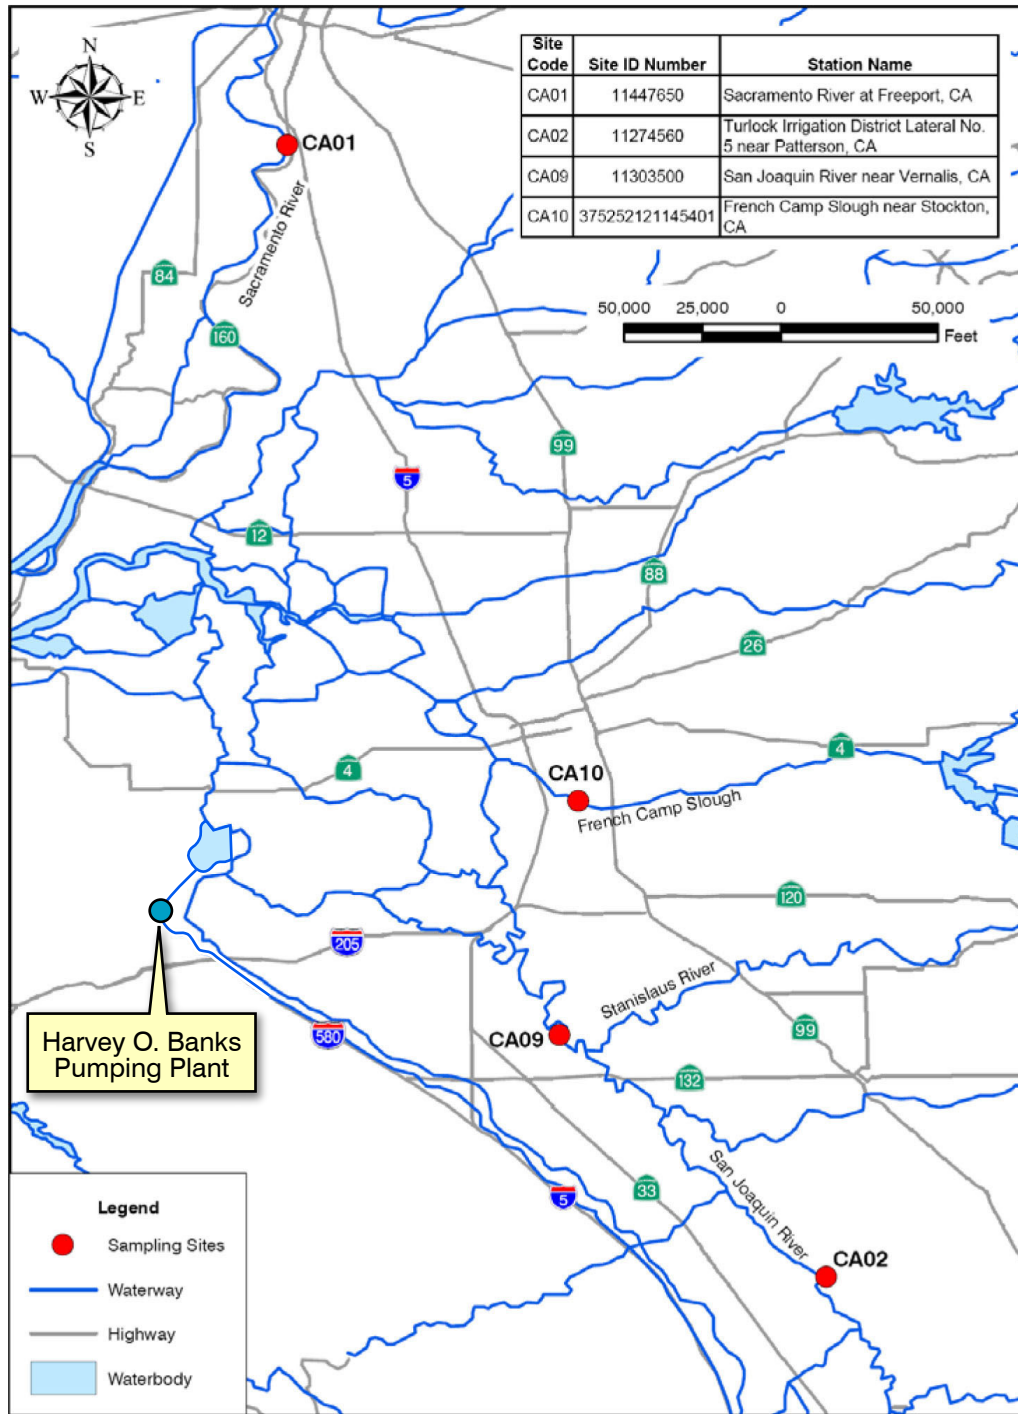 N
W
E
S
Site Code
Site ID Number
Station Name
CA01
11447650
Sacramento River at Freeport, CA
CA02
11274560
Turlock Irrigation District Lateral No.
5 near Patterson, CA
CA09
11303500
San Joaquin River near Vernalis, CA
CA10
375252121145401
French Camp Slough near Stockton,
CA
CA01
Sacramento River
84
160
50,000
25,000
0
50,000
Feet
99
5
12
88
26
4
4
CA10
French Camp Slough
120
205
Stanislaus River
CA09
580
99
132
Harvey O. Banks
Pumping Plant
San Joaquin River
33
5
CA02
Legend
Sampling Sites
Waterway
Highway
Waterbody